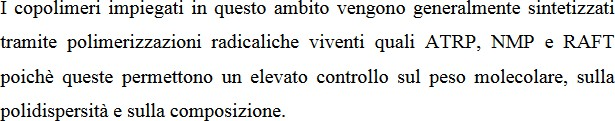 I copolimeri impiegati in questo ambito vengono generalmente sintetizzati
tramite polimerizzazioni radicaliche viventi quali ATRP, NMP e RAFT
poichè queste permettono un elevato controllo sul peso molecolare, sulla
polidispersità e sulla composizione.